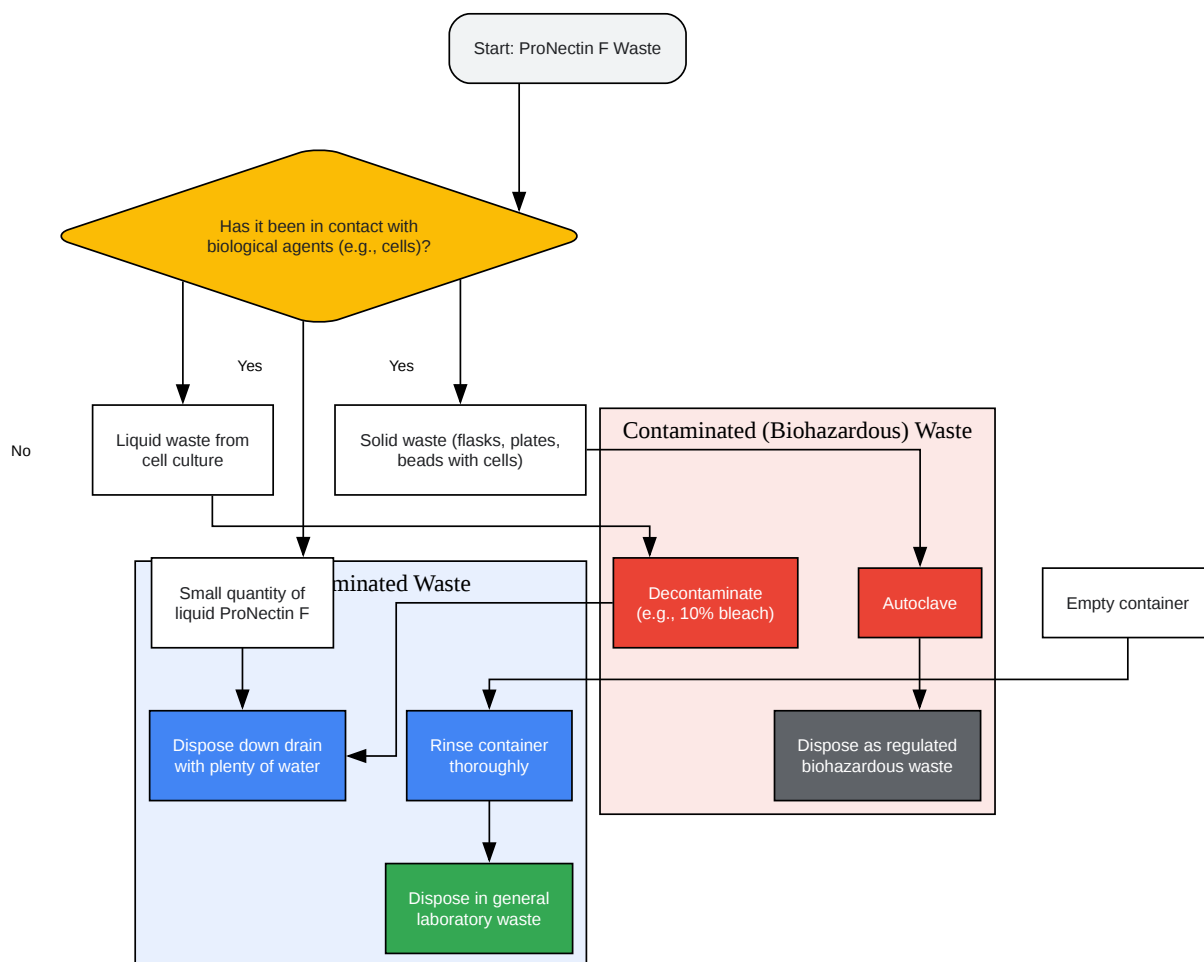 Start: ProNectin F Waste
Has it been in contact with
biological agents (e.g., cells)?
Yes
Yes
No
Liquid waste from
cell culture
Solid waste (flasks, plates,
beads with cells)
Contaminated (Biohazardous) Waste
Small quantity of
liquid ProNectin F
minated Waste
Decontaminate
(e.g., 10% bleach)
Autoclave
Empty container
Dispose down drain
with plenty of water
Rinse container
thoroughly
Dispose as regulated
biohazardous waste
Dispose in general
laboratory waste